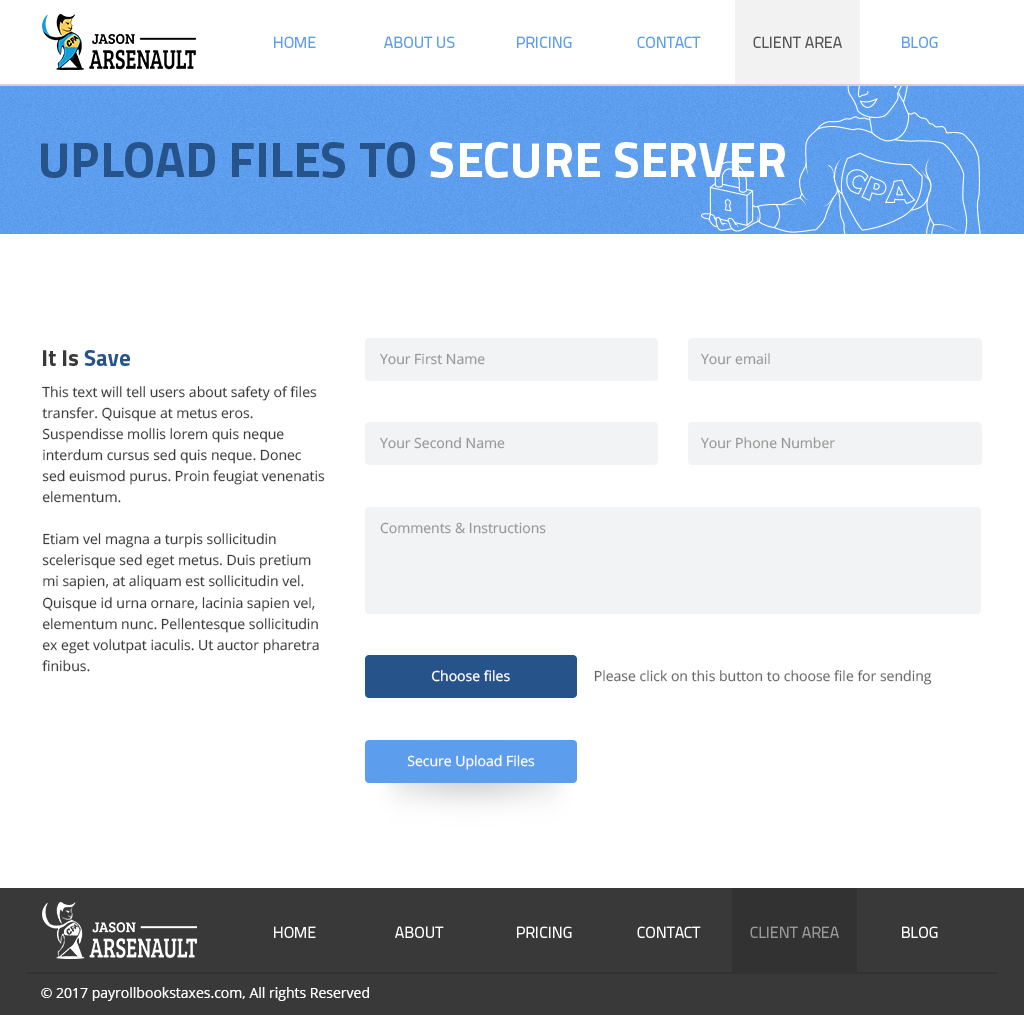 CPA
JASON
ARSENAULT
HOME
ABOUT US
PRICING
CONTACT
CLIENT AREA
BLOG
UPLOAD FILES TO SECURE SERVER
CPA
It Is Save
This text will tell users about safety of files
transfer. Quisque at metus eros.
Suspendisse mollis lorem quis neque
interdum cursus sed quis neque. Donec
sed euismod purus. Proin feugiat venenatis
elementum.
Etiam vel magna a turpis sollicitudin
scelerisque sed eget metus. Duis pretium
mi sapien, at aliquam est sollicitudin vel.
Quisque id urna ornare, lacinia sapien vel,
elementum nunc. Pellentesque sollicitudin
ex eget volutpat iaculis. Ut auctor pharetra
finibus.
Your First Name
Your email
Your Second Name
Your Phone Number
Comments & Instructions
Choose files
Please click on this button to choose file for sending
Secure Upload Files
CPA
JASON
ARSENAULT
HOME
ABOUT
PRICING
CONTACT
CLIENT AREA
BLOG
© 2017 payrollbookstaxes.com, All rights Reserved